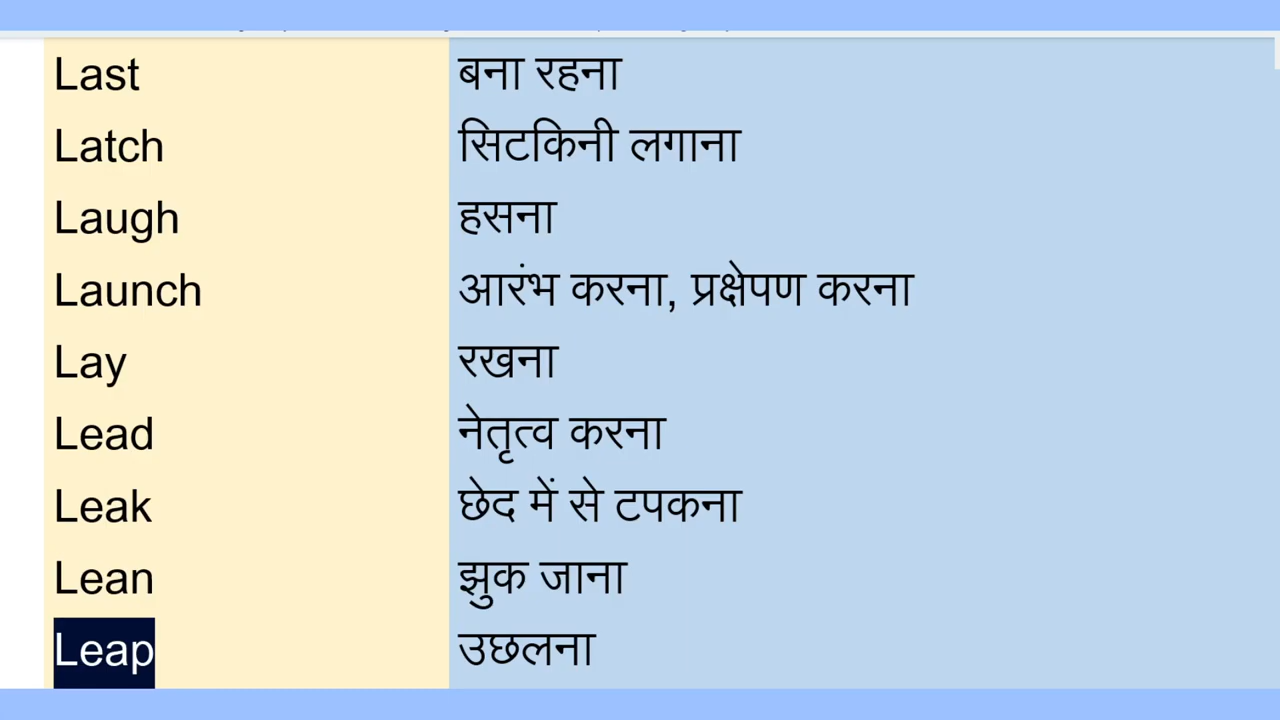 Last बना रहना
Latch सिटकिनी लगाना
Laugh हसना
Launch आरंभ करना, प्रक्षेपण करना
Lay रखना
Lead नेतृत्व करना
Leak छेद में से टपकना
Lean झुक जाना
Leap उछलना